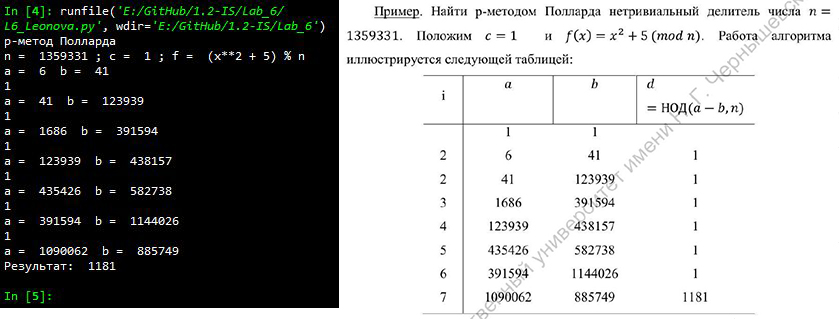 In [4]: runfile('E:/GitHub/1.2-IS/Lab_6/
L6_Leonova.py', wdir='E:/GitHub/1.2-IS/Lab_6')
р-метод Полларда
n =  1359331 ; c =  1 ; f =  (x**2 + 5) % n
a =  6  b =  41
1
a =  41  b =  123939
1
a =  1686  b =  391594
1
a =  123939  b =  438157
1
a =  435426  b =  582738
1
a =  391594  b =  1144026
1
a =  1090062  b =  885749
Результат:  1181
In [5]:
Пример. Найти р-методом Полларда нетривиальный делитель числа n =
1359331. Положим c = 1 и f(x) = x² + 5 (mod n). Работа алгоритма
иллюстрируется следующей таблицей:
i a b d
= НОД(a − b, n)
1 1
2 6 41 1
2 41 123939 1
3 1686 391594 1
4 123939 438157 1
5 435426 582738 1
6 391594 1144026 1
7 1090062 885749 1181
университет имени Н. Г. Чернышевс